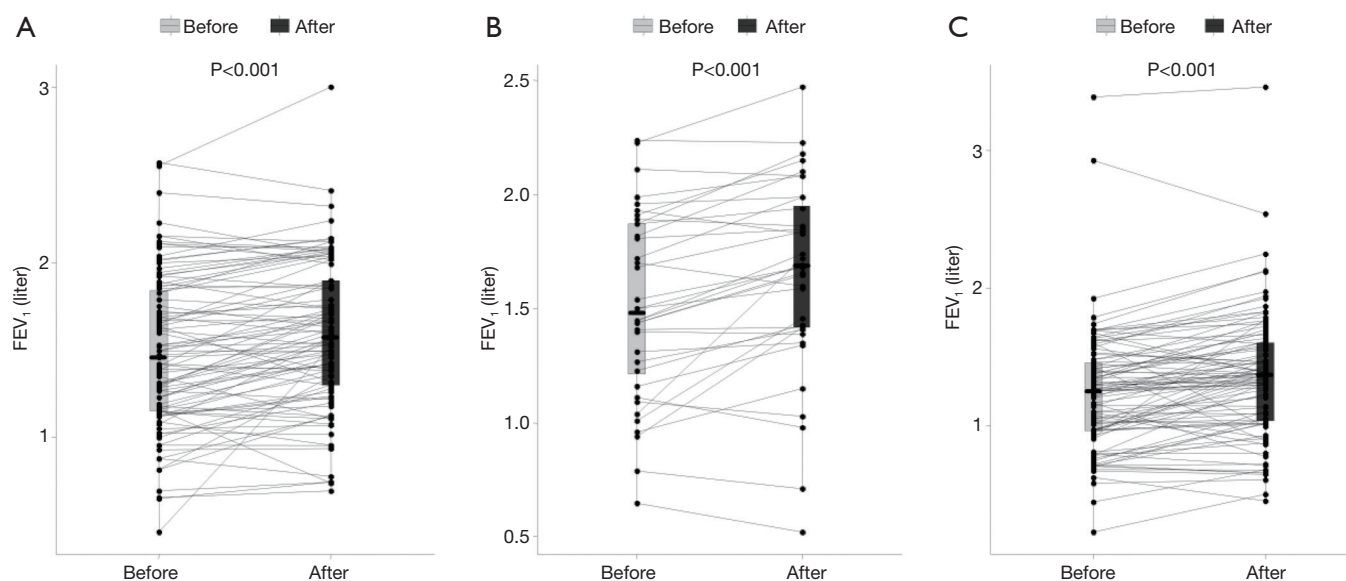 A
Before After
P<0.001
3
2
1
FEV₁ (liter)
Before After
B
Before After
P<0.001
2.5
2.0
1.5
1.0
0.5
FEV₁ (liter)
Before After
C
Before After
P<0.001
3
2
1
FEV₁ (liter)
Before After